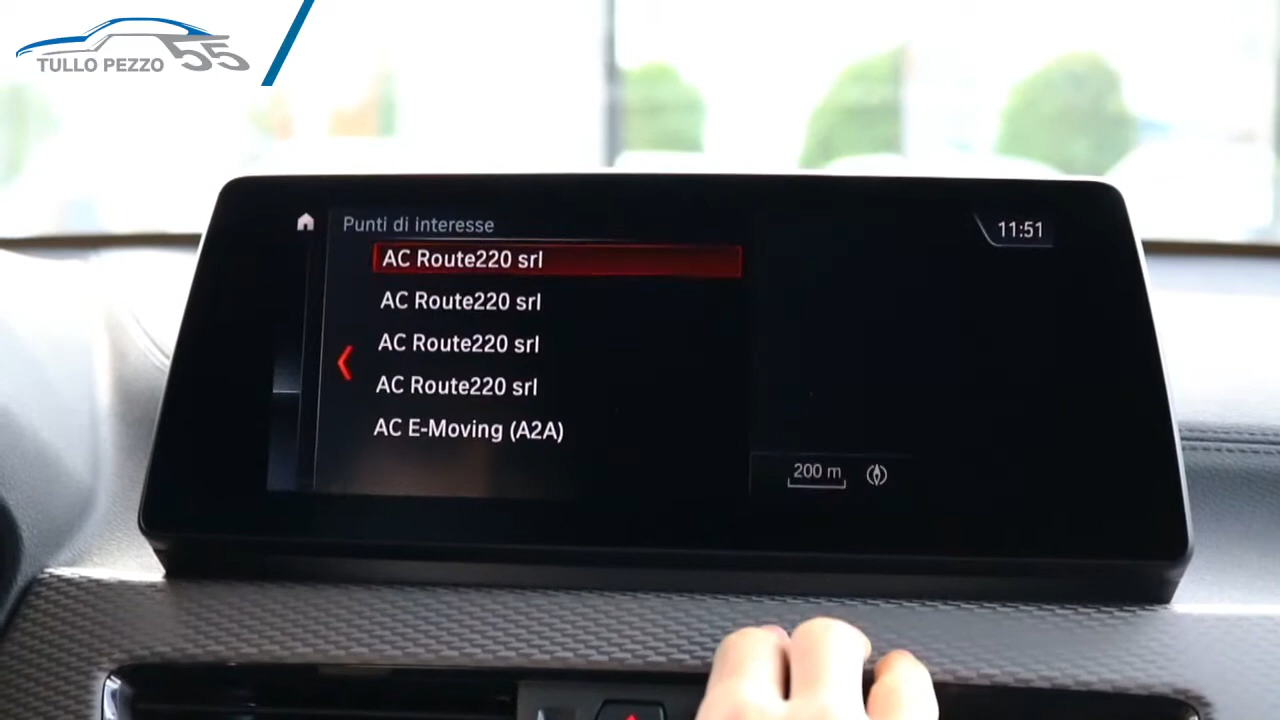 TULLO PEZZO 55
Punti di interesse
11:51
AC Route220 srl
AC Route220 srl
AC Route220 srl
AC Route220 srl
AC E-Moving (A2A)
200 m